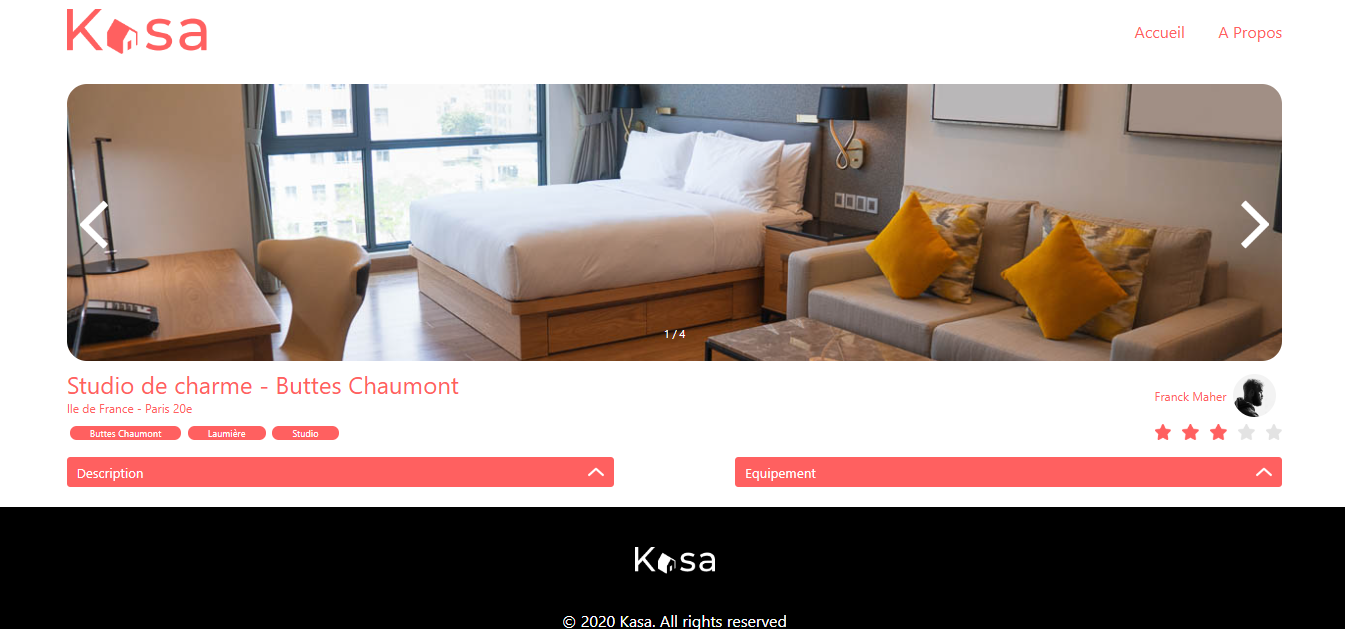 Kasa
Accueil A Propos
1 / 4
Studio de charme - Buttes Chaumont
Ile de France - Paris 20e
Franck Maher
Buttes Chaumont Laumière Studio
Description
Equipement
Kasa
© 2020 Kasa. All rights reserved